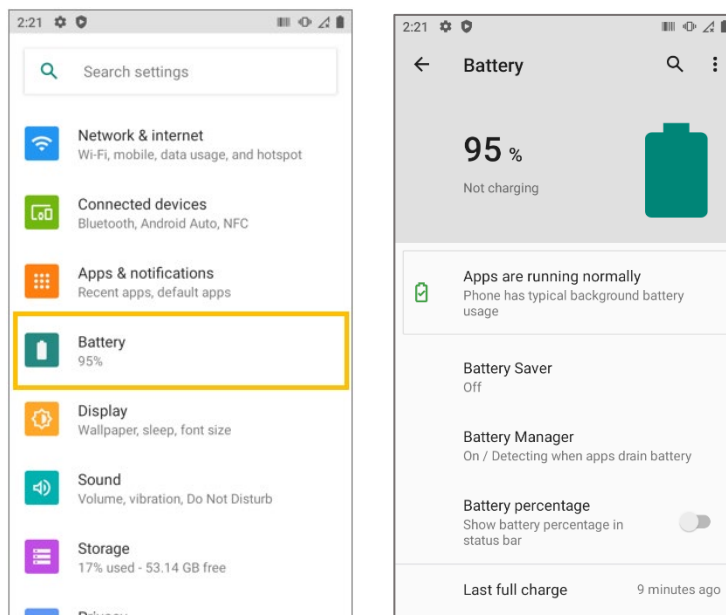 2:21
Search settings
Network & internet
Wi-Fi, mobile, data usage, and hotspot
Connected devices
Bluetooth, Android Auto, NFC
Apps & notifications
Recent apps, default apps
Battery
95%
Display
Wallpaper, sleep, font size
Sound
Volume, vibration, Do Not Disturb
Storage
17% used - 53.14 GB free
2:21
Battery
95 %
Not charging
Apps are running normally
Phone has typical background battery
usage
Battery Saver
Off
Battery Manager
On / Detecting when apps drain battery
Battery percentage
Show battery percentage in
status bar
Last full charge 9 minutes ago